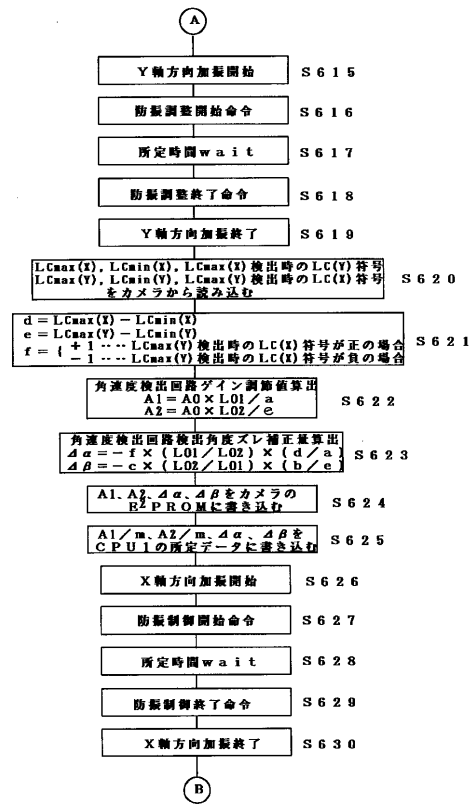 A
Y軸方向加振開始 S615
防振調整開始命令 S616
所定時間wait S617
防振調整終了命令 S618
Y軸方向加振終了 S619
LCmax(X), LCmin(X), LCmax(X)検出時のLC(Y)符号
LCmax(Y), LCmin(Y), LCmax(Y)検出時のLC(X)符号
をカメラから読み込む
S620
d=LCmax(X)-LCmin(X)
e=LCmax(Y)-LCmin(Y)
f={ +1‥‥LCmax(Y)検出時のLC(X)符号が正の場合
-1‥‥LCmax(Y)検出時のLC(X)符号が負の場合
S621
角速度検出回路ゲイン調節値算出
A1=A0×L01/a
A2=A0×L02/e
S622
角速度検出回路検出角度ズレ補正量算出
Δα=-f×(L01/L02)×(d/a)
Δβ=-c×(L02/L01)×(b/e)
S623
A1、A2、Δα、Δβをカメラの
E²PROMに書き込む
S624
A1/m、A2/m、Δα、Δβを
CPU1の所定データに書き込む
S625
X軸方向加振開始 S626
防振制御開始命令 S627
所定時間wait S628
防振制御終了命令 S629
X軸方向加振終了 S630
B